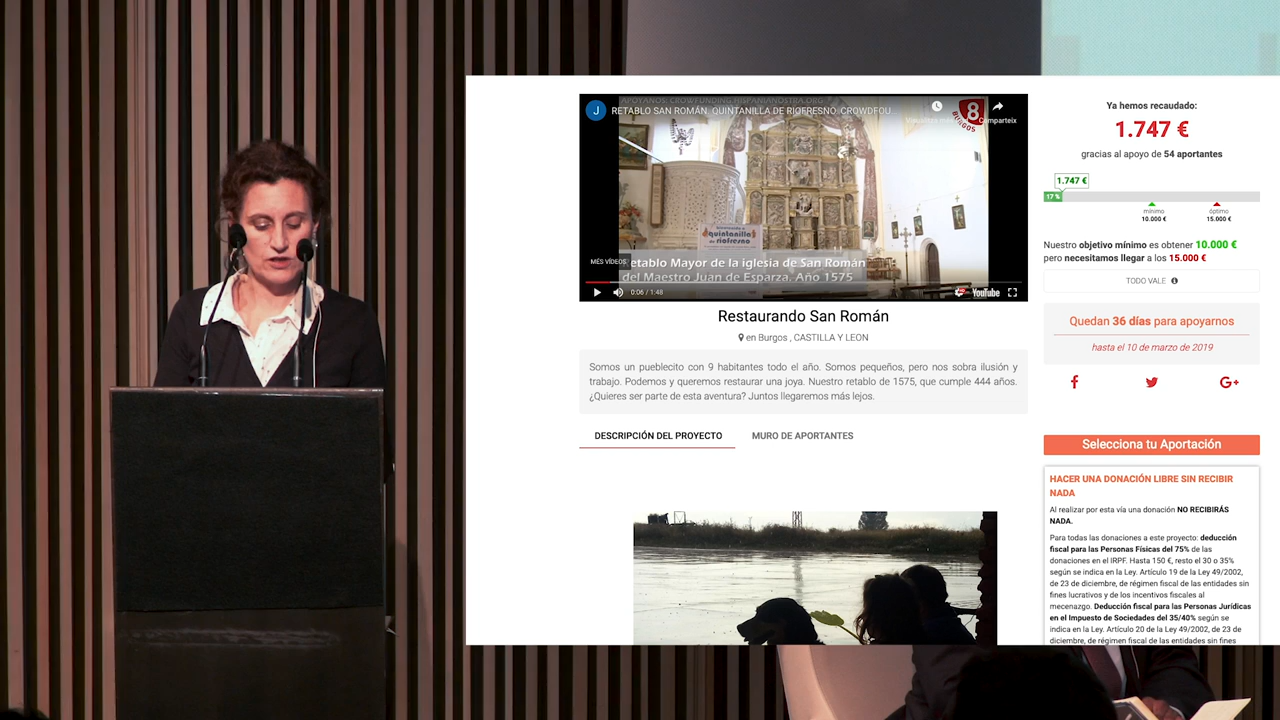 APOYANOS: CROWDFUNDING.HISPANIANOSTRA.ORG
J
RETABLO SAN ROMÁN. QUINTANILLA DE RIOFRESNO. CROWDFOU...
8
BURGOS
Comparteix
quintanilla
de riofresno
MÉS VÍDEOS
Retablo Mayor de la iglesia de San Román
del Maestro Juan de Esparza. Año 1575
0:06 / 1:48
YouTube
Restaurando San Román
en Burgos , CASTILLA Y LEON
Somos un pueblecito con 9 habitantes todo el año. Somos pequeños, pero nos sobra ilusión y
trabajo. Podemos y queremos restaurar una joya. Nuestro retablo de 1575, que cumple 444 años.
¿Quieres ser parte de esta aventura? Juntos llegaremos más lejos.
DESCRIPCIÓN DEL PROYECTO
MURO DE APORTANTES
Ya hemos recaudado:
1.747 €
gracias al apoyo de 54 aportantes
1.747 €
17 %
mínimo
10.000 €
óptimo
15.000 €
Nuestro objetivo mínimo es obtener 10.000 €
pero necesitamos llegar a los 15.000 €
TODO VALE
Quedan 36 días para apoyarnos
hasta el 10 de marzo de 2019
G+
Selecciona tu Aportación
HACER UNA DONACIÓN LIBRE SIN RECIBIR
NADA
Al realizar por esta vía una donación NO RECIBIRÁS
NADA.
Para todas las donaciones a este proyecto: deducción
fiscal para las Personas Físicas del 75% de las
donaciones en el IRPF. Hasta 150 €, resto el 30 o 35%
según se indica en la Ley. Artículo 19 de la Ley 49/2002,
de 23 de diciembre, de régimen fiscal de las entidades sin
fines lucrativos y de los incentivos fiscales al
mecenazgo. Deducción fiscal para las Personas Jurídicas
en el Impuesto de Sociedades del 35/40% según se
indica en la Ley. Artículo 20 de la Ley 49/2002, de 23 de
diciembre, de régimen fiscal de las entidades sin fines